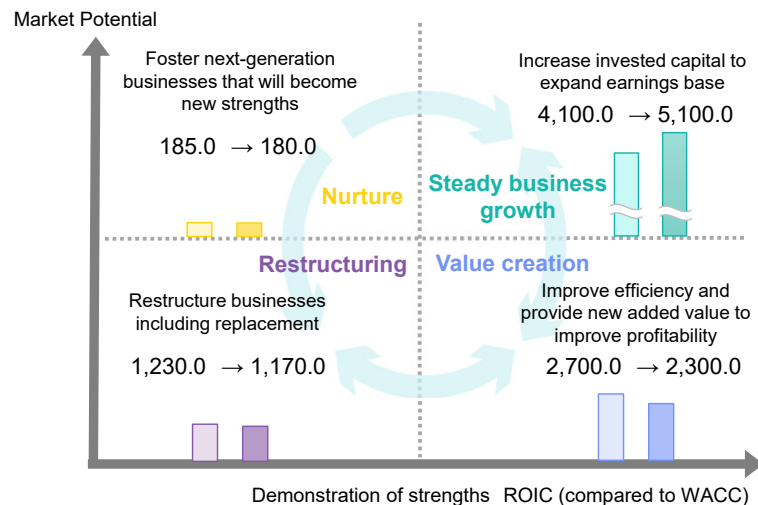 Market Potential
Foster next-generation
businesses that will become
new strengths
185.0 → 180.0
Increase invested capital to
expand earnings base
4,100.0 → 5,100.0
Nurture
Steady business
growth
Restructuring
Value creation
Restructure businesses
including replacement
1,230.0 → 1,170.0
Improve efficiency and
provide new added value to
improve profitability
2,700.0 → 2,300.0
Demonstration of strengths ROIC (compared to WACC)